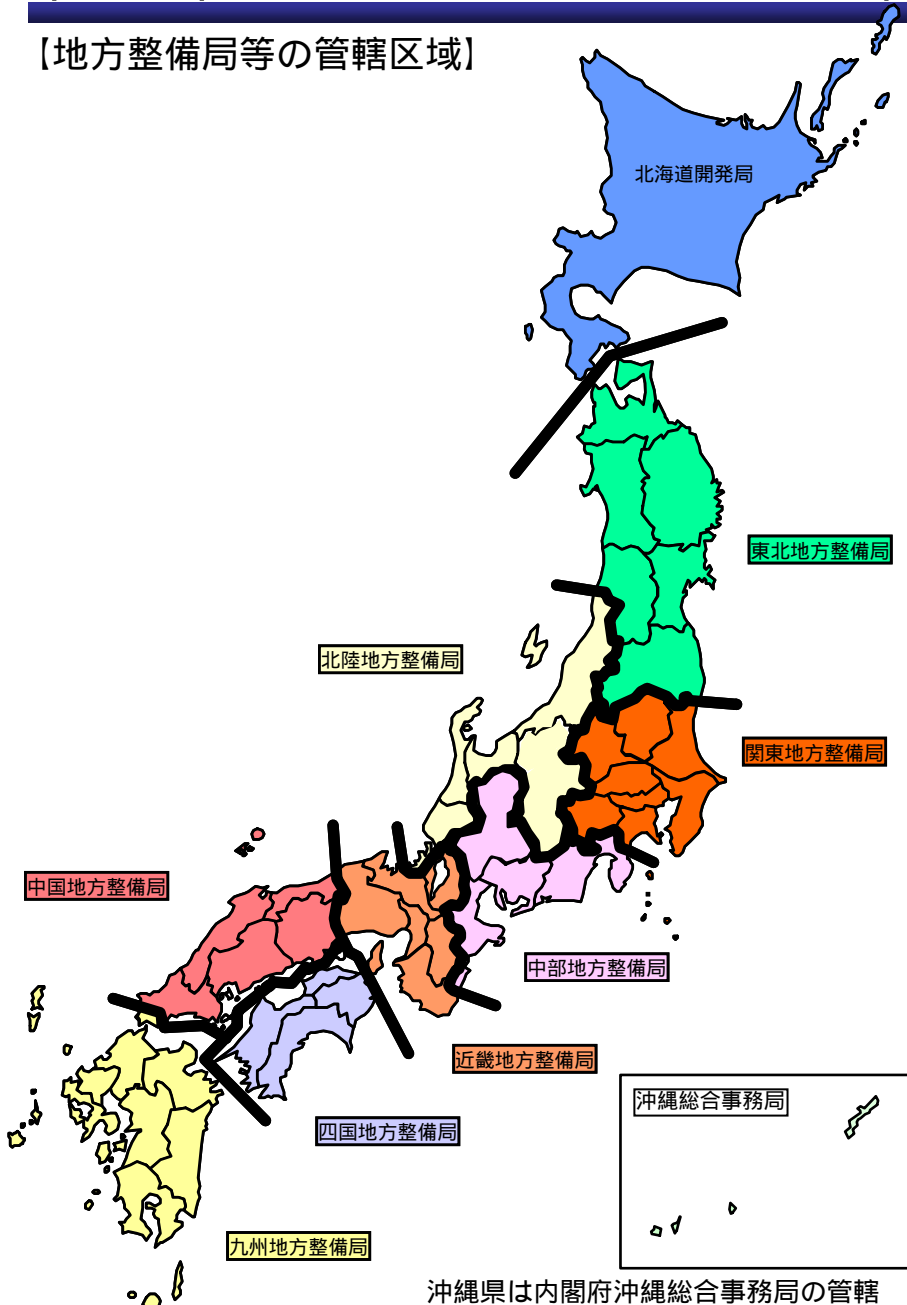 【地方整備局等の管轄区域】
北海道開発局
東北地方整備局
北陸地方整備局
関東地方整備局
中国地方整備局
中部地方整備局
近畿地方整備局
沖縄総合事務局
四国地方整備局
九州地方整備局
沖縄県は内閣府沖縄総合事務局の管轄